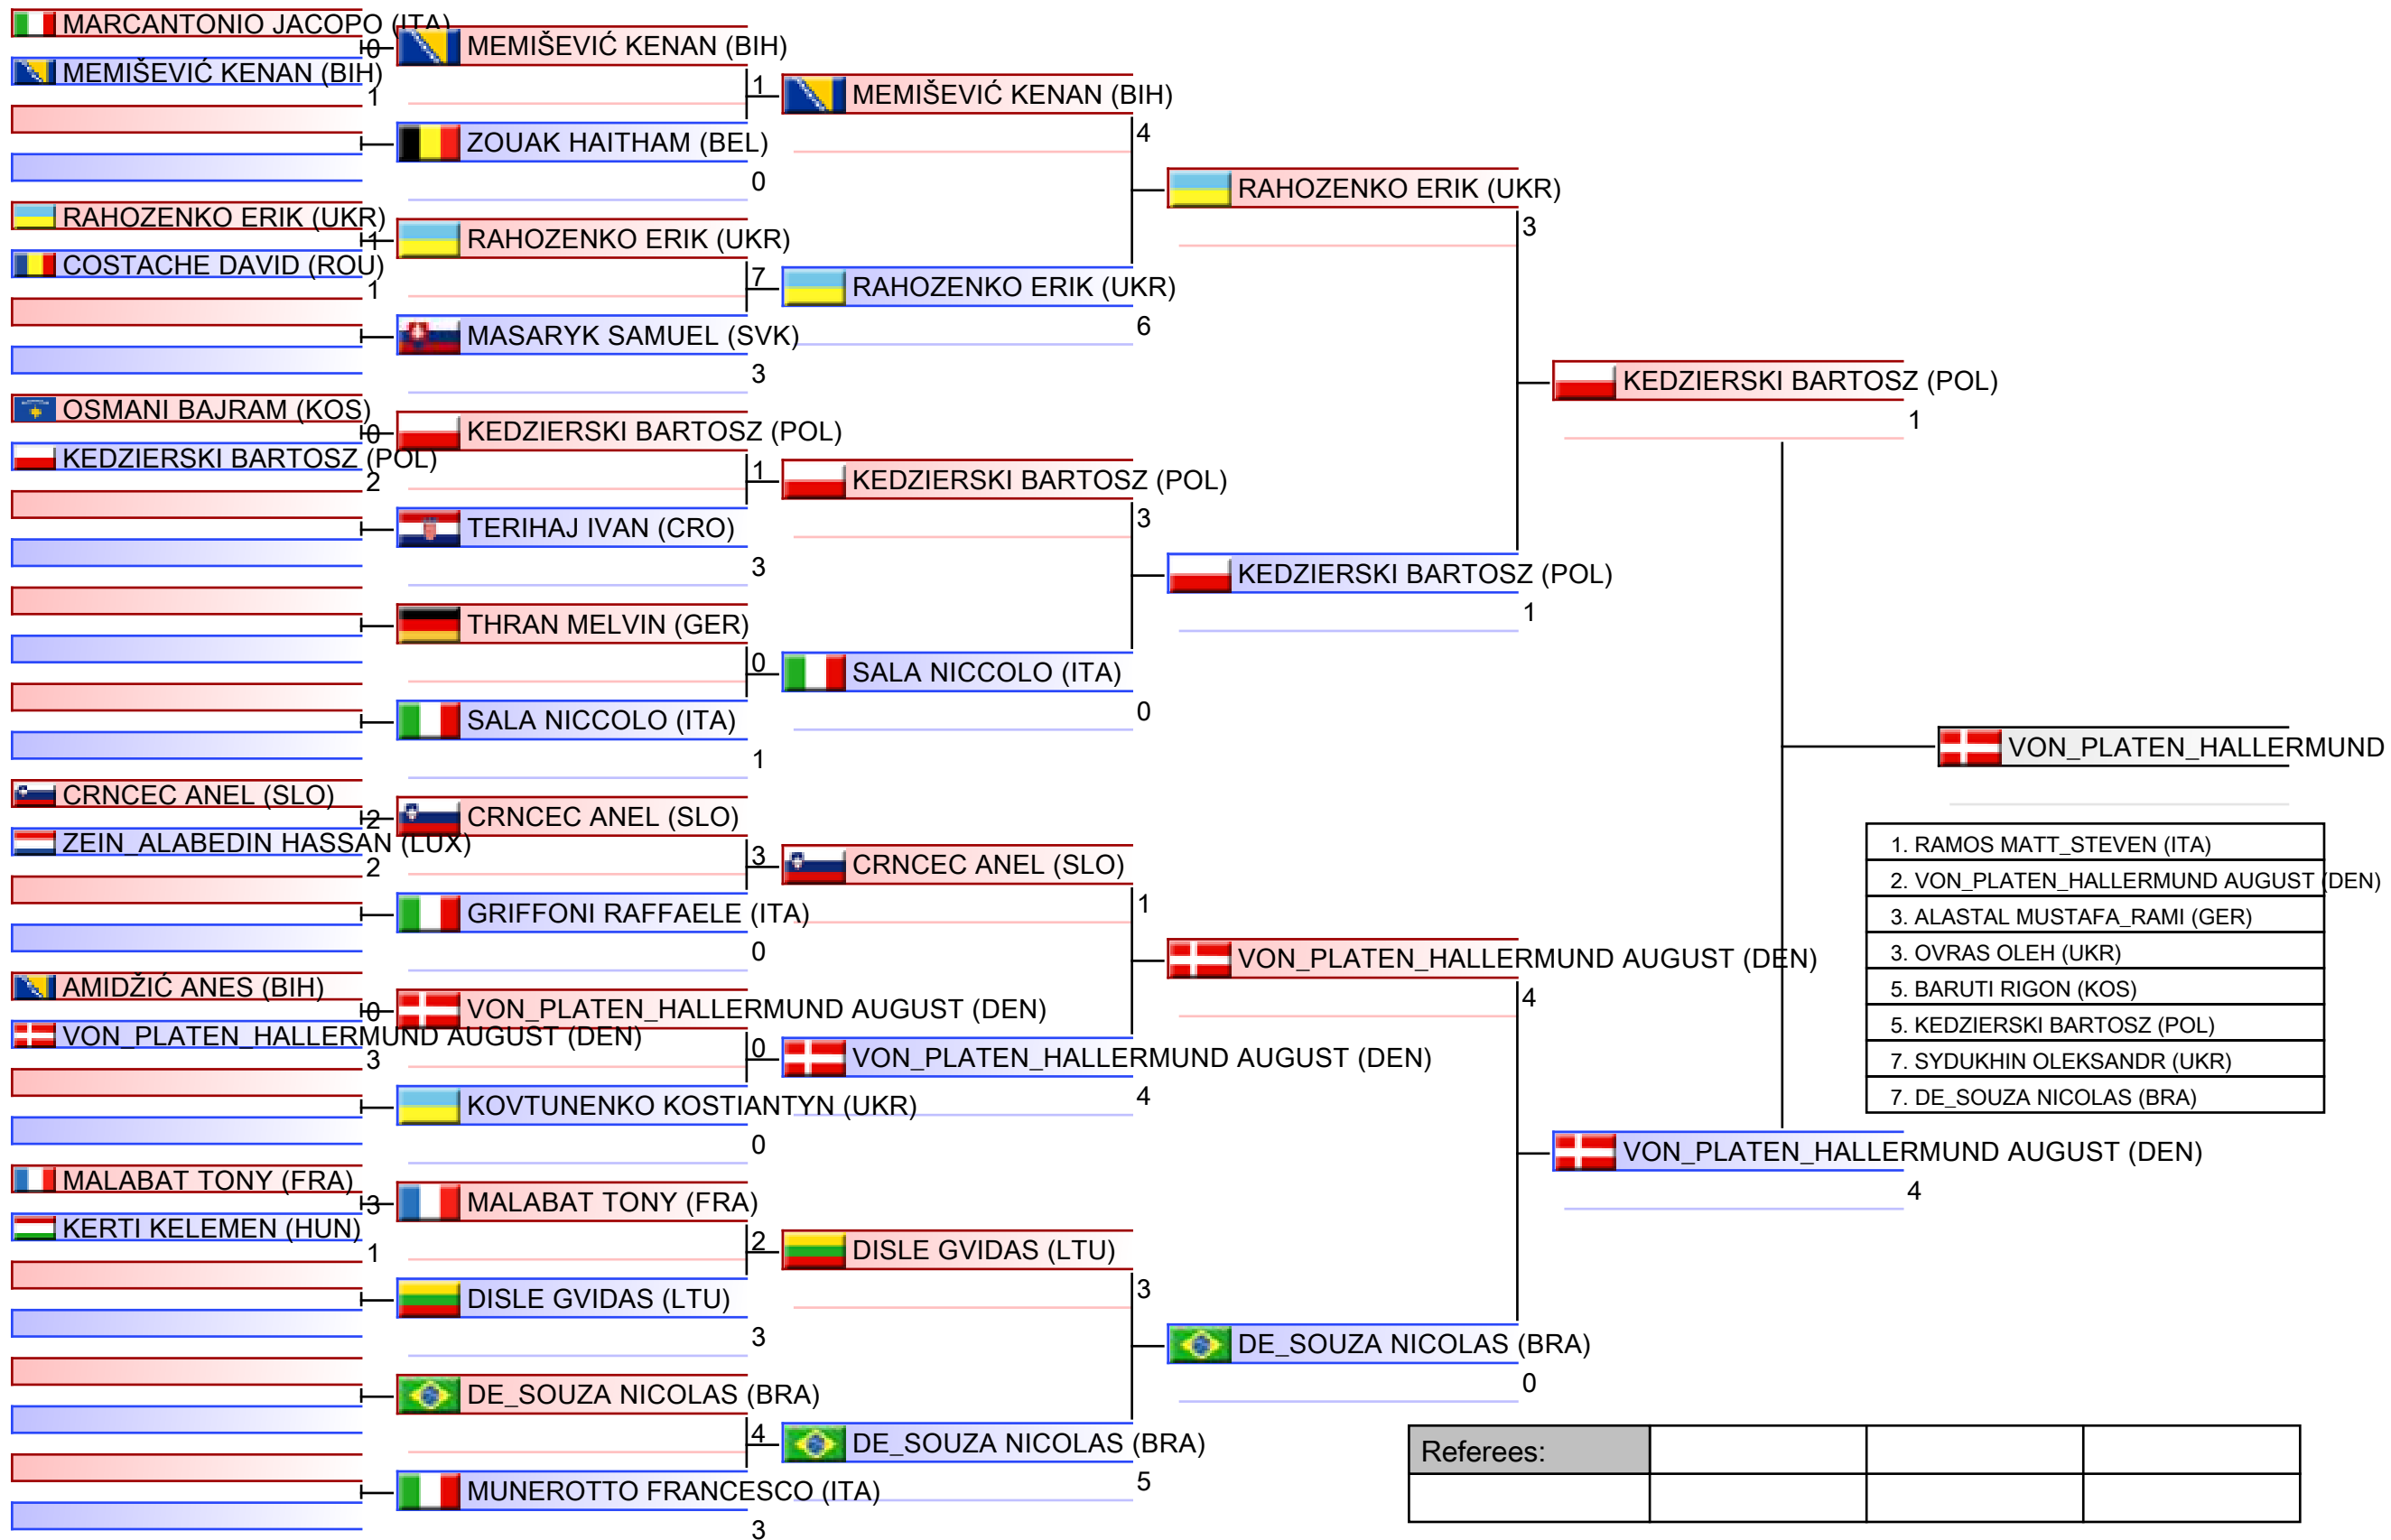 MARCANTONIO JACOPO (ITA)
0
MEMIŠEVIĆ KENAN (BIH)
1
RAHOZENKO ERIK (UKR)
1
COSTACHE DAVID (ROU)
1
OSMANI BAJRAM (KOS)
0
KEDZIERSKI BARTOSZ (POL)
2
CRNCEC ANEL (SLO)
2
ZEIN_ALABEDIN HASSAN (LUX)
2
AMIDŽIĆ ANES (BIH)
0
VON_PLATEN_HALLERMUND AUGUST (DEN)
3
MALABAT TONY (FRA)
3
KERTI KELEMEN (HUN)
1
MEMIŠEVIĆ KENAN (BIH)
1
ZOUAK HAITHAM (BEL)
0
RAHOZENKO ERIK (UKR)
7
MASARYK SAMUEL (SVK)
3
KEDZIERSKI BARTOSZ (POL)
1
TERIHAJ IVAN (CRO)
3
THRAN MELVIN (GER)
0
SALA NICCOLO (ITA)
1
CRNCEC ANEL (SLO)
3
GRIFFONI RAFFAELE (ITA)
0
VON_PLATEN_HALLERMUND AUGUST (DEN)
0
KOVTUNENKO KOSTIANTYN (UKR)
0
MALABAT TONY (FRA)
2
DISLE GVIDAS (LTU)
3
DE_SOUZA NICOLAS (BRA)
4
MUNEROTTO FRANCESCO (ITA)
3
MEMIŠEVIĆ KENAN (BIH)
4
RAHOZENKO ERIK (UKR)
6
KEDZIERSKI BARTOSZ (POL)
3
SALA NICCOLO (ITA)
0
CRNCEC ANEL (SLO)
1
VON_PLATEN_HALLERMUND AUGUST (DEN)
4
DISLE GVIDAS (LTU)
3
DE_SOUZA NICOLAS (BRA)
5
RAHOZENKO ERIK (UKR)
3
KEDZIERSKI BARTOSZ (POL)
1
VON_PLATEN_HALLERMUND AUGUST (DEN)
4
DE_SOUZA NICOLAS (BRA)
0
KEDZIERSKI BARTOSZ (POL)
1
VON_PLATEN_HALLERMUND AUGUST (DEN)
4
VON_PLATEN_HALLERMUND
1. RAMOS MATT_STEVEN (ITA)
2. VON_PLATEN_HALLERMUND AUGUST (DEN)
3. ALASTAL MUSTAFA_RAMI (GER)
3. OVRAS OLEH (UKR)
5. BARUTI RIGON (KOS)
5. KEDZIERSKI BARTOSZ (POL)
7. SYDUKHIN OLEKSANDR (UKR)
7. DE_SOUZA NICOLAS (BRA)
Referees: